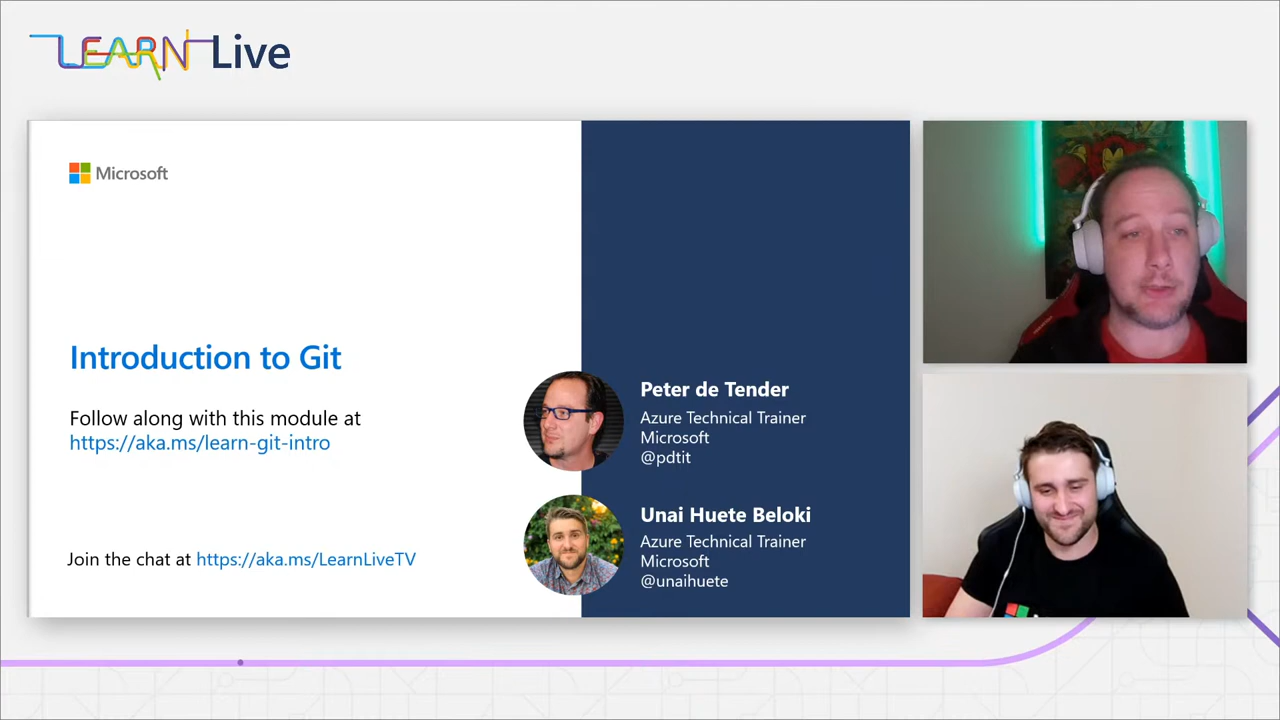 LEARN Live
Microsoft
Introduction to Git
Follow along with this module at
https://aka.ms/learn-git-intro
Join the chat at https://aka.ms/LearnLiveTV
Peter de Tender
Azure Technical Trainer
Microsoft
@pdtit
Unai Huete Beloki
Azure Technical Trainer
Microsoft
@unaihuete